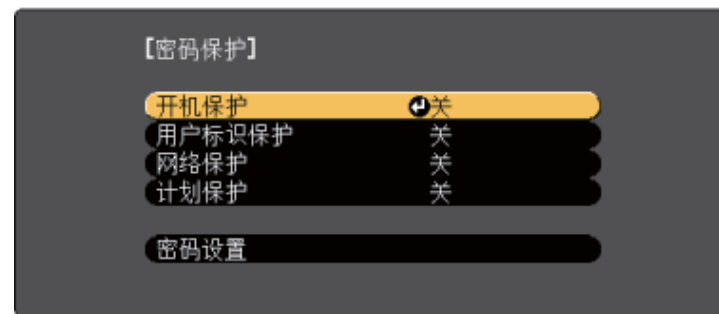 【密码保护】
开机保护 关
用户标识保护 关
网络保护 关
计划保护 关
密码设置